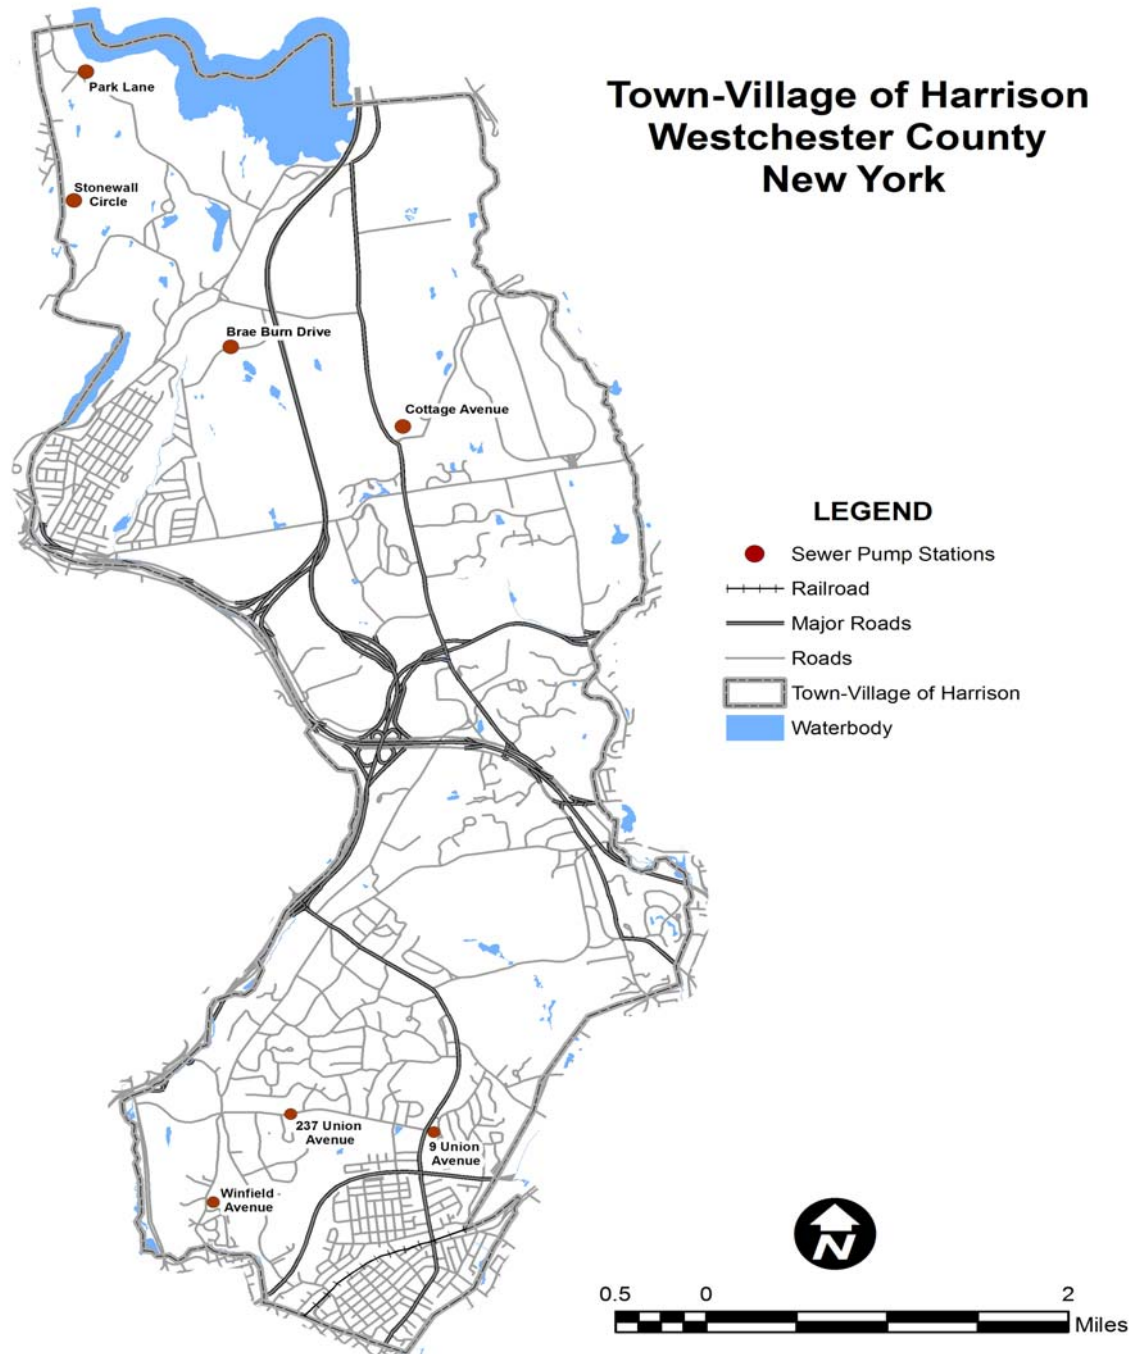 Town-Village of Harrison
Westchester County
New York
Park Lane
Stonewall
Circle
Brae Burn Drive
Cottage Avenue
LEGEND
Sewer Pump Stations
Railroad
Major Roads
Roads
Town-Village of Harrison
Waterbody
237 Union
Avenue
9 Union
Avenue
Winfield
Avenue
N
0.5 0 2
Miles